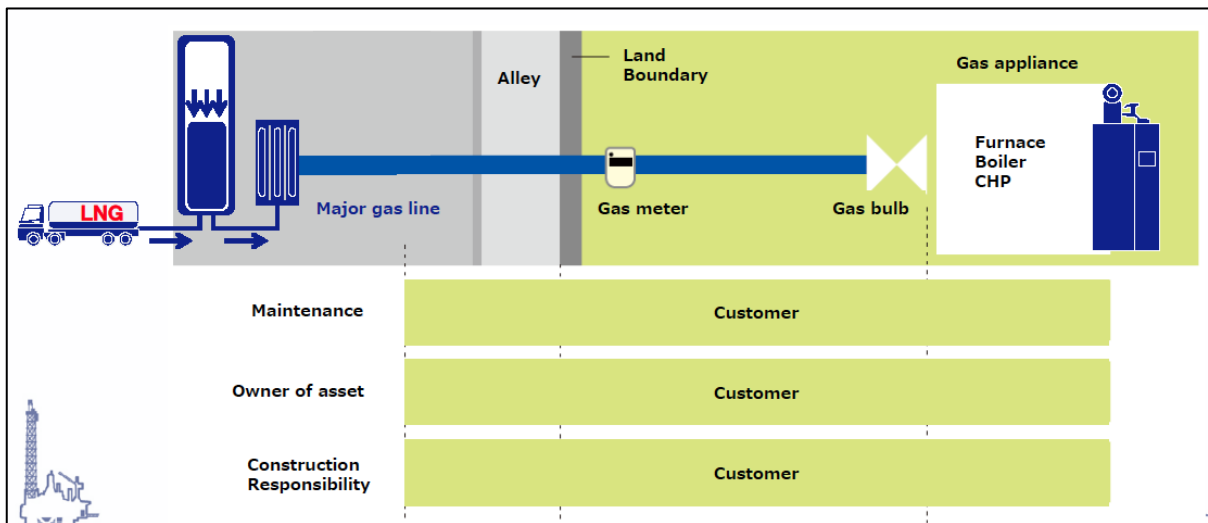 Land
Boundary
Alley
Gas appliance
Furnace
Boiler
CHP
LNG
Major gas line
Gas meter
Gas bulb
Maintenance
Customer
Owner of asset
Customer
Construction
Responsibility
Customer